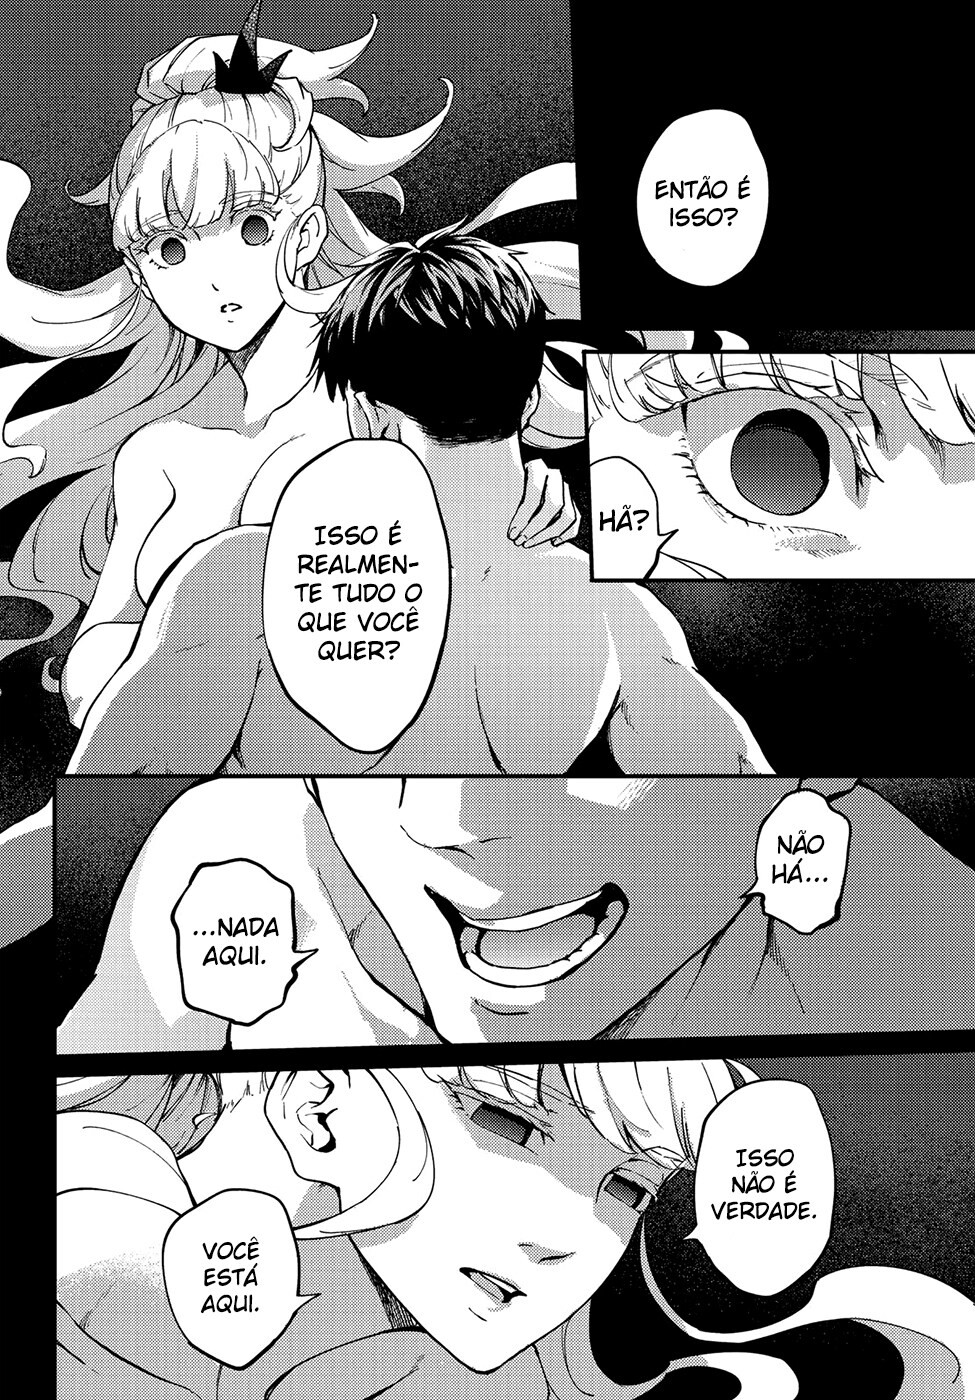 ENTÃO É
ISSO?
HÃ?
ISSO É
REALMEN-
TE TUDO O
QUE VOCÊ
QUER?
NÃO
HÁ...
...NADA
AQUI.
ISSO
NÃO É
VERDADE.
VOCÊ
ESTÁ
AQUI.